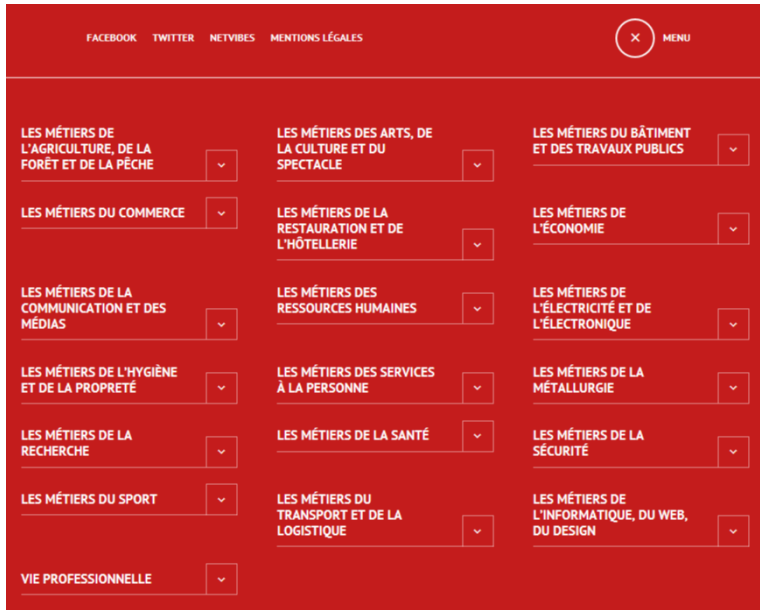 FACEBOOK TWITTER NETVIBES MENTIONS LÉGALES MENU
LES MÉTIERS DE
L'AGRICULTURE, DE LA
FORÊT ET DE LA PÊCHE
LES MÉTIERS DES ARTS, DE
LA CULTURE ET DU
SPECTACLE
LES MÉTIERS DU BÂTIMENT
ET DES TRAVAUX PUBLICS
LES MÉTIERS DU COMMERCE
LES MÉTIERS DE LA
RESTAURATION ET DE
L'HÔTELLERIE
LES MÉTIERS DE
L'ÉCONOMIE
LES MÉTIERS DE LA
COMMUNICATION ET DES
MÉDIAS
LES MÉTIERS DES
RESSOURCES HUMAINES
LES MÉTIERS DE
L'ÉLECTRICITÉ ET DE
L'ÉLECTRONIQUE
LES MÉTIERS DE L'HYGIÈNE
ET DE LA PROPRETÉ
LES MÉTIERS DES SERVICES
À LA PERSONNE
LES MÉTIERS DE LA
MÉTALLURGIE
LES MÉTIERS DE LA
RECHERCHE
LES MÉTIERS DE LA SANTÉ
LES MÉTIERS DE LA
SÉCURITÉ
LES MÉTIERS DU SPORT
LES MÉTIERS DU
TRANSPORT ET DE LA
LOGISTIQUE
LES MÉTIERS DE
L'INFORMATIQUE, DU WEB,
DU DESIGN
VIE PROFESSIONNELLE